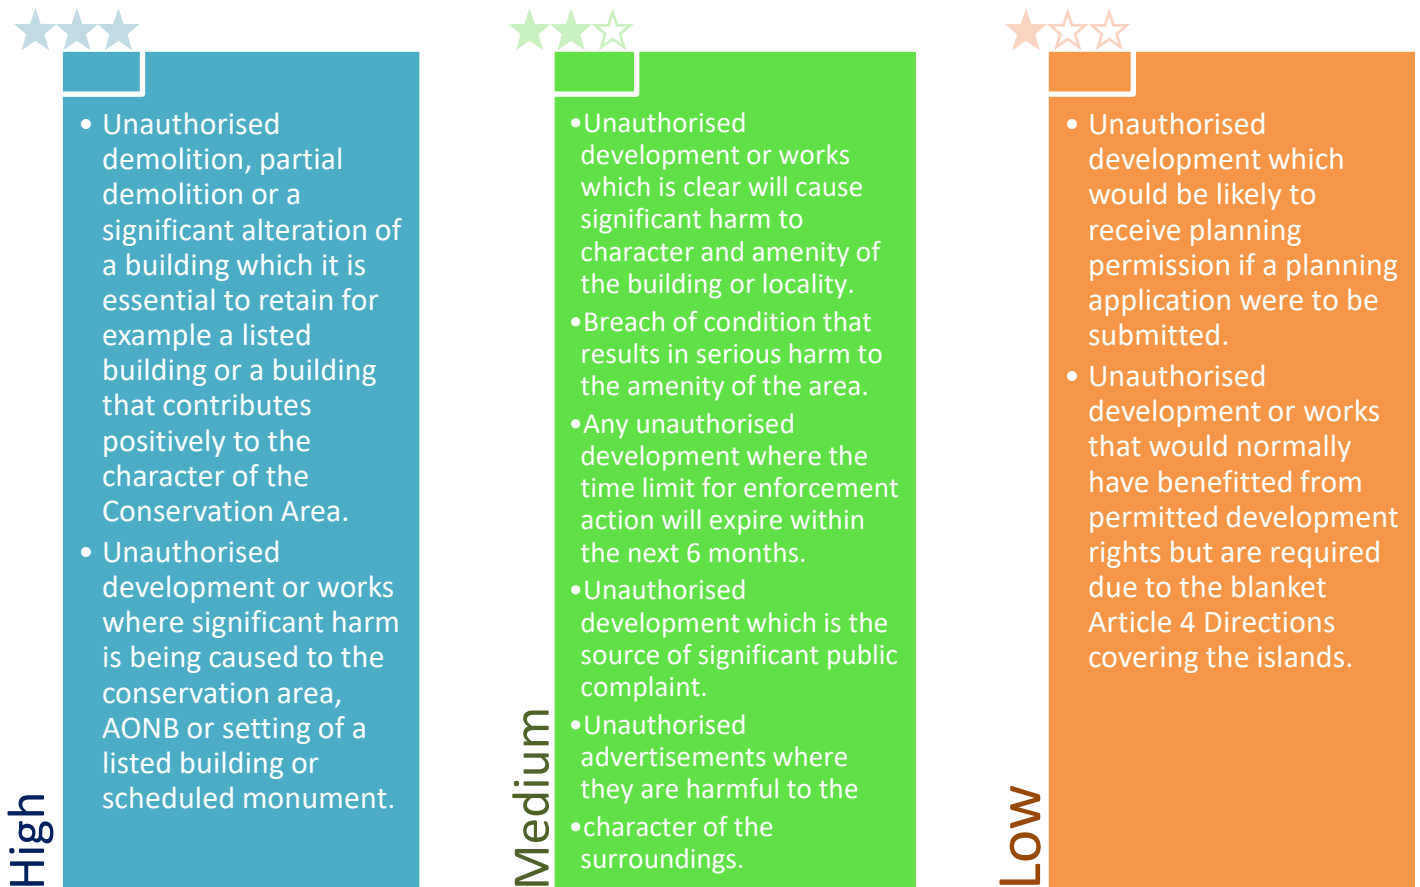 • Unauthorised
demolition, partial
demolition or a
significant alteration of
a building which it is
essential to retain for
example a listed
building or a building
that contributes
positively to the
character of the
Conservation Area.
• Unauthorised
development or works
where significant harm
is being caused to the
conservation area,
AONB or setting of a
listed building or
scheduled monument.
High
•Unauthorised
development or works
which is clear will cause
significant harm to
character and amenity of
the building or locality.
•Breach of condition that
results in serious harm to
the amenity of the area.
•Any unauthorised
development where the
time limit for enforcement
action will expire within
the next 6 months.
•Unauthorised
development which is the
source of significant public
complaint.
•Unauthorised
advertisements where
they are harmful to the
•character of the
surroundings.
Medium
• Unauthorised
development which
would be likely to
receive planning
permission if a planning
application were to be
submitted.
• Unauthorised
development or works
that would normally
have benefitted from
permitted development
rights but are required
due to the blanket
Article 4 Directions
covering the islands.
Low